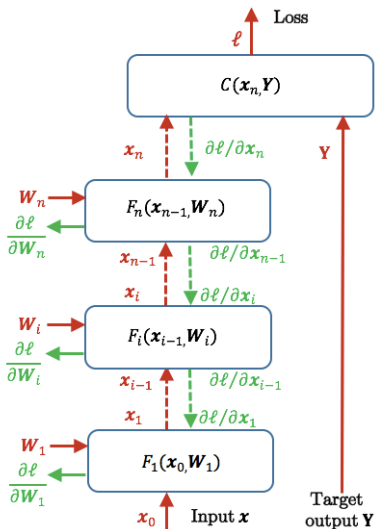 ℓ Loss
C(xₙ,Y)
xₙ ∂ℓ/∂xₙ Y
Wₙ Fₙ(xₙ₋₁,Wₙ)
∂ℓ/∂Wₙ
xₙ₋₁ ∂ℓ/∂xₙ₋₁
xᵢ ∂ℓ/∂xᵢ
Wᵢ Fᵢ(xᵢ₋₁,Wᵢ)
∂ℓ/∂Wᵢ
xᵢ₋₁ ∂ℓ/∂xᵢ₋₁
x₁ ∂ℓ/∂x₁
W₁ F₁(x₀,W₁)
∂ℓ/∂W₁
x₀ Input x Target
output Y